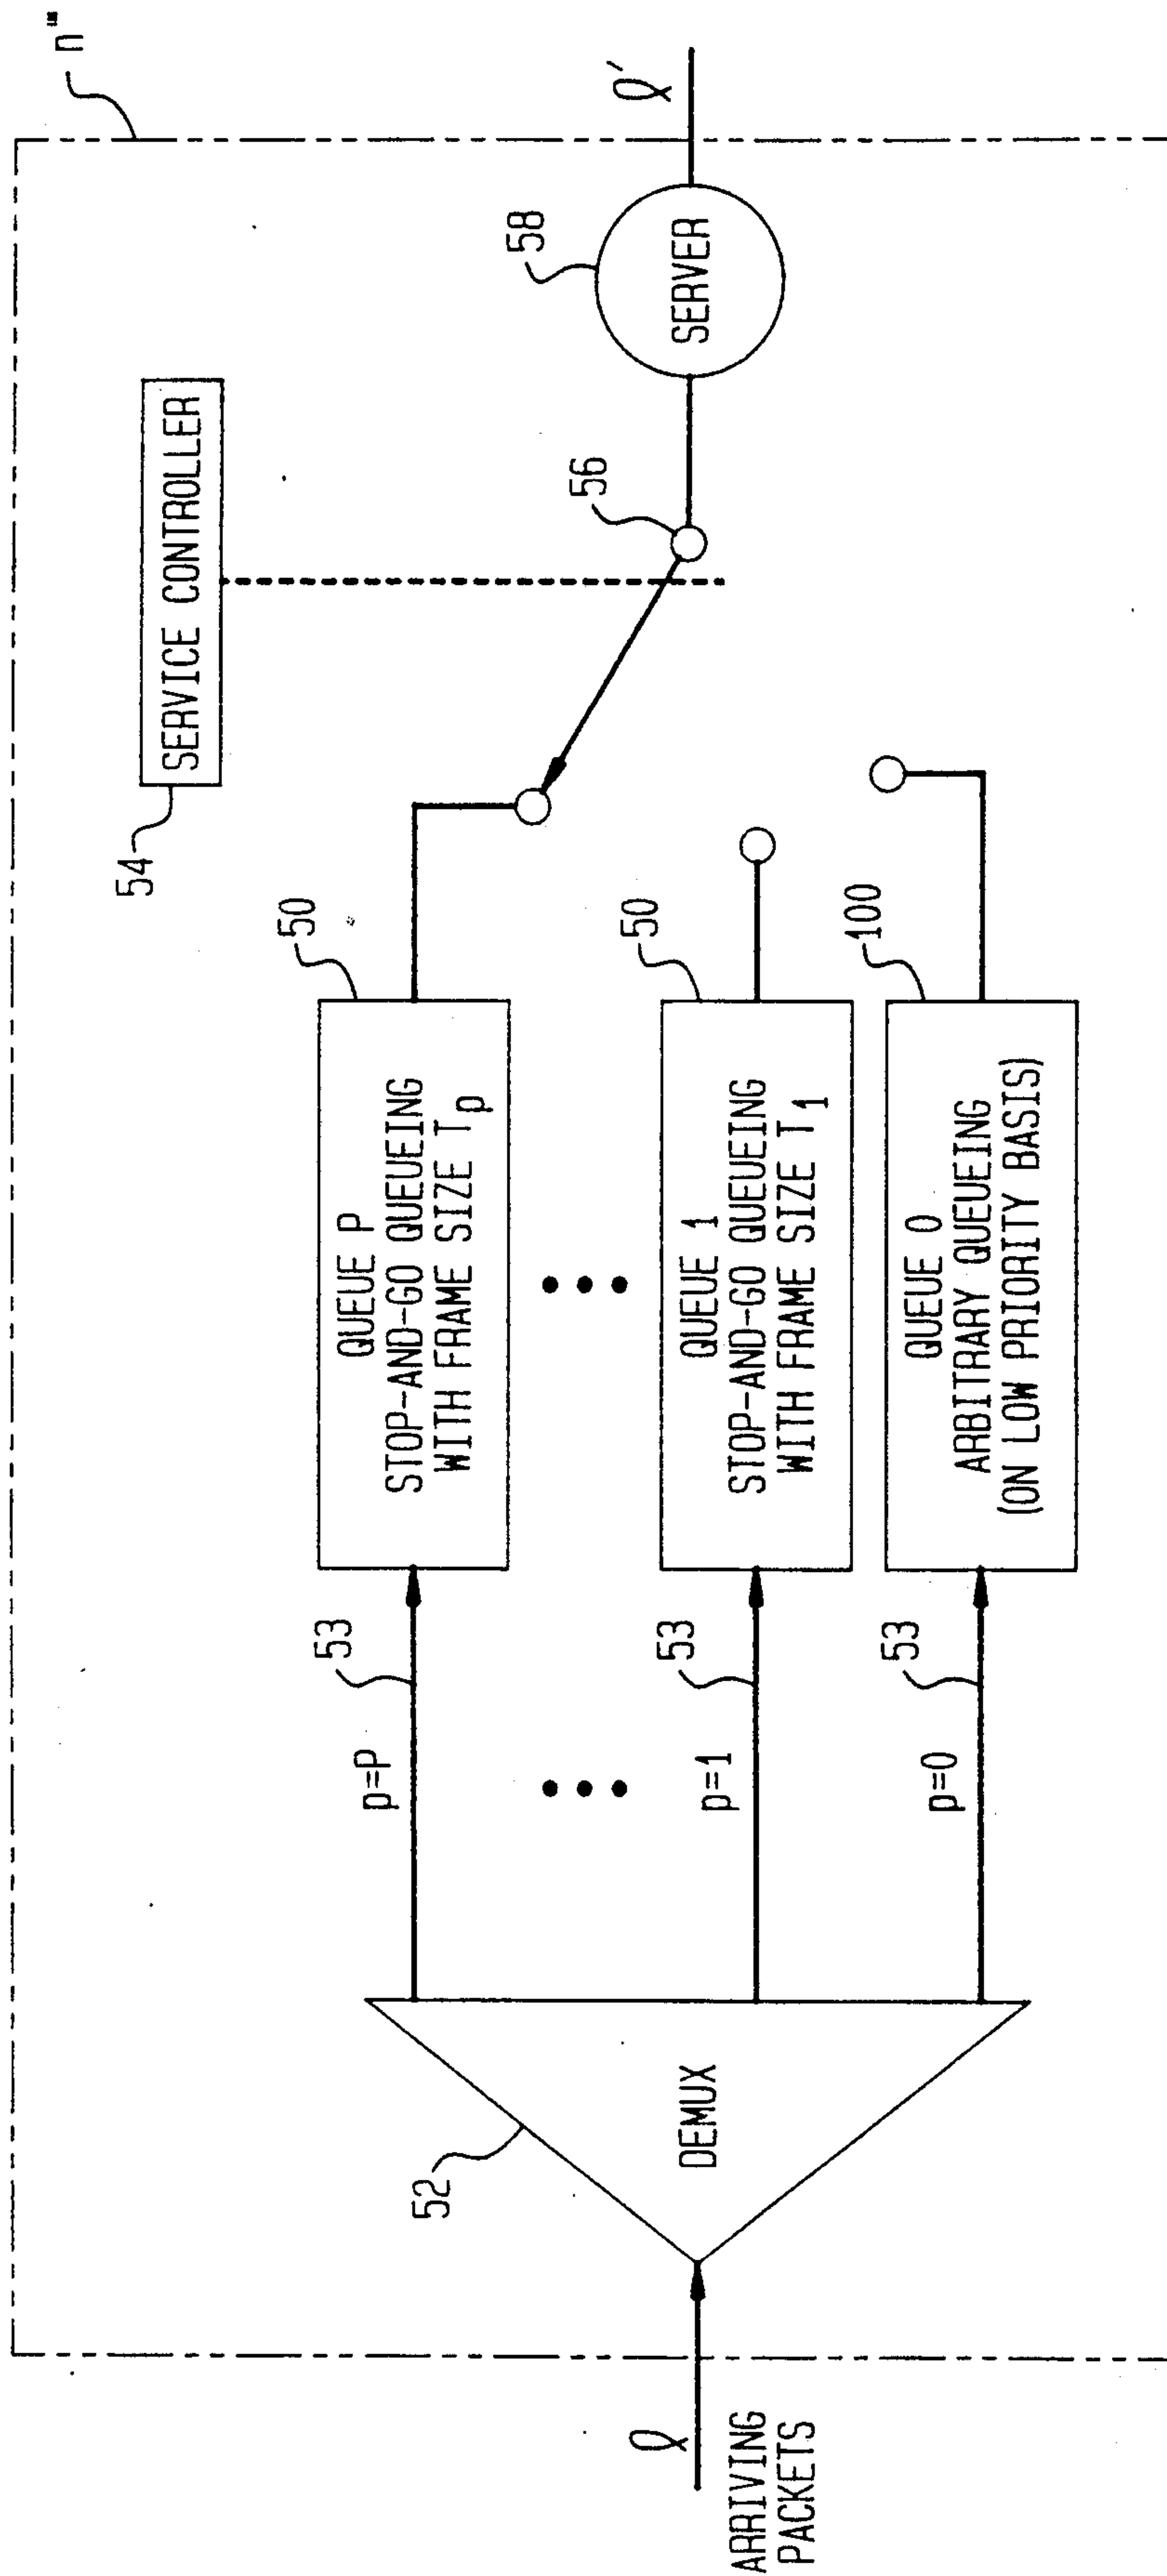 n"'
SERVICE CONTROLLER
54
QUEUE P
STOP-AND-GO QUEUEING
WITH FRAME SIZE Tp
50
53
p=P
56
58
SERVER
ℓ'
52
DEMUX
ℓ
ARRIVING
PACKETS
QUEUE 1
STOP-AND-GO QUEUEING
WITH FRAME SIZE T1
50
53
p=1
QUEUE 0
ARBITRARY QUEUEING
(ON LOW PRIORITY BASIS)
100
53
p=0